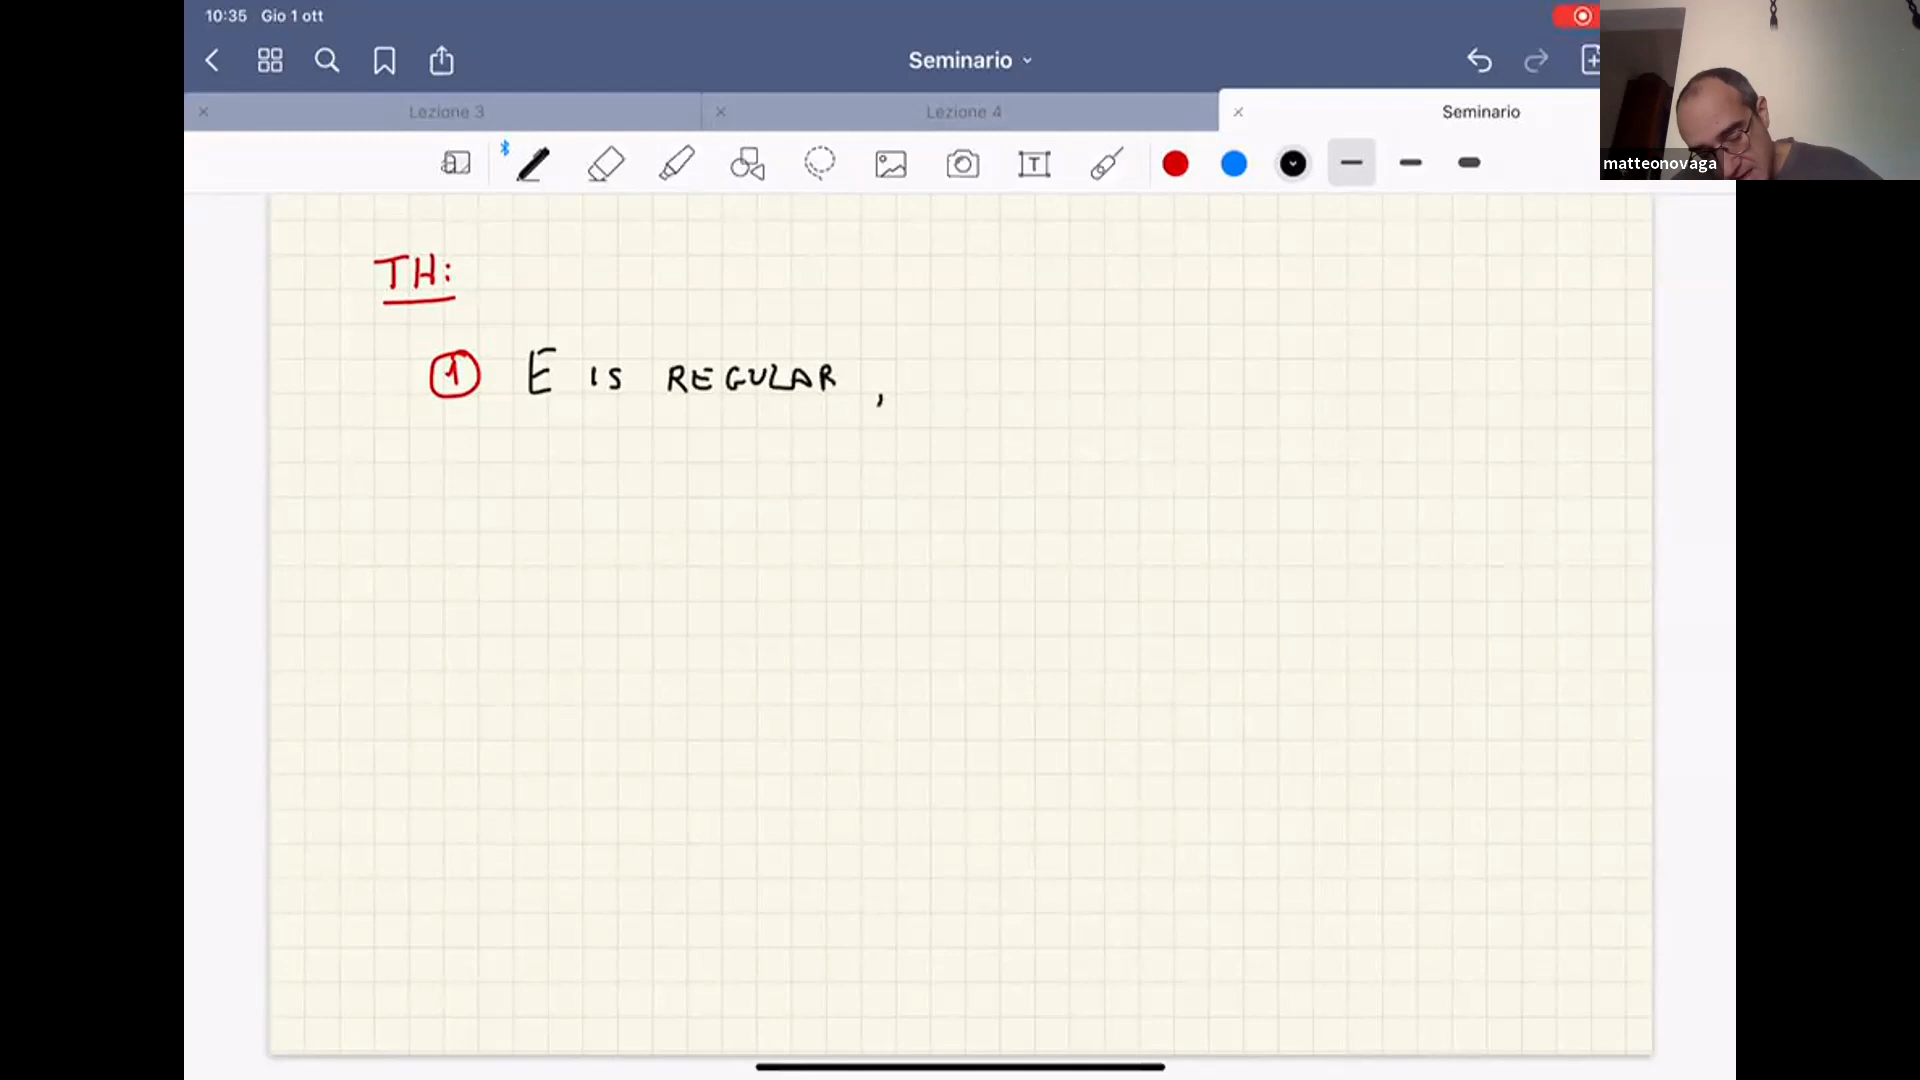 10:35 Gio 1 ott
Seminario
Lezione 3
Lezione 4
Seminario
T
matteonovaga
TH:
1 E IS REGULAR ,